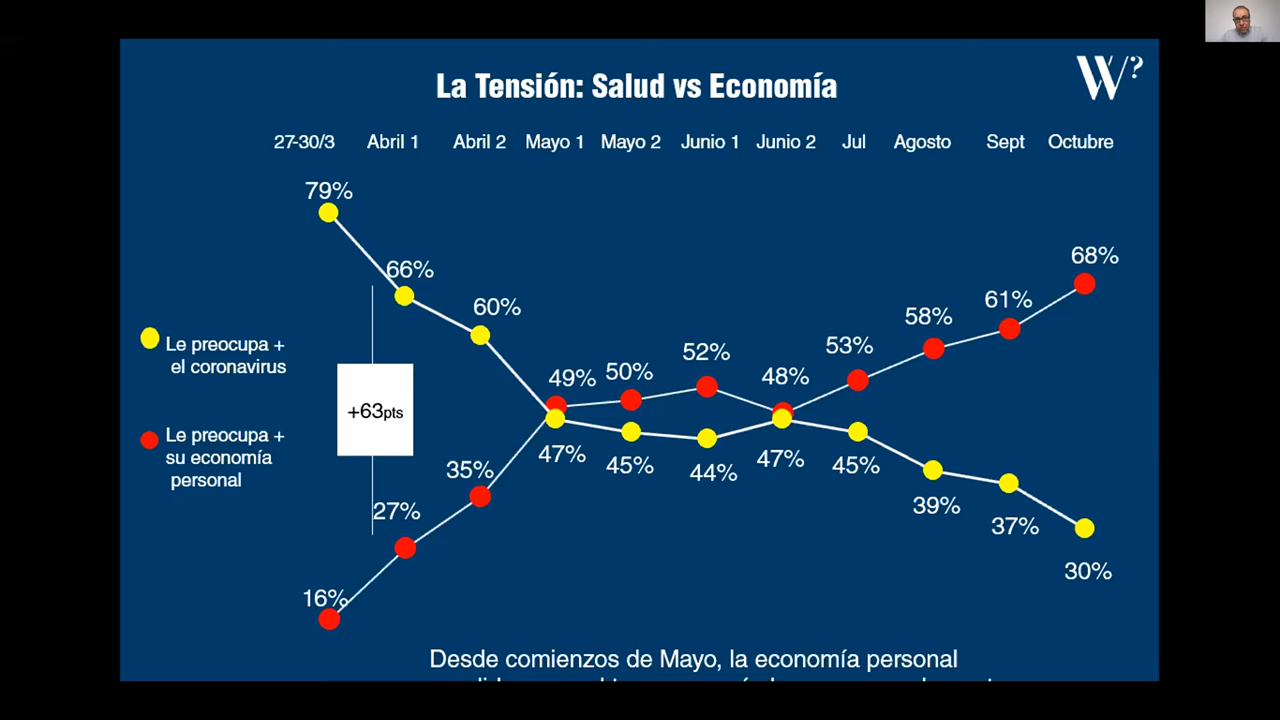 La Tensión: Salud vs Economía
W?
27-30/3 Abril 1 Abril 2 Mayo 1 Mayo 2 Junio 1 Junio 2 Jul Agosto Sept Octubre
79%
66%
60%
49% 50% 52% 48% 53% 58% 61% 68%
Le preocupa +
el coronavirus
+63pts
Le preocupa +
su economía
personal
47% 45% 44% 47% 45% 39% 37% 30%
35%
27%
16%
Desde comienzos de Mayo, la economía personal